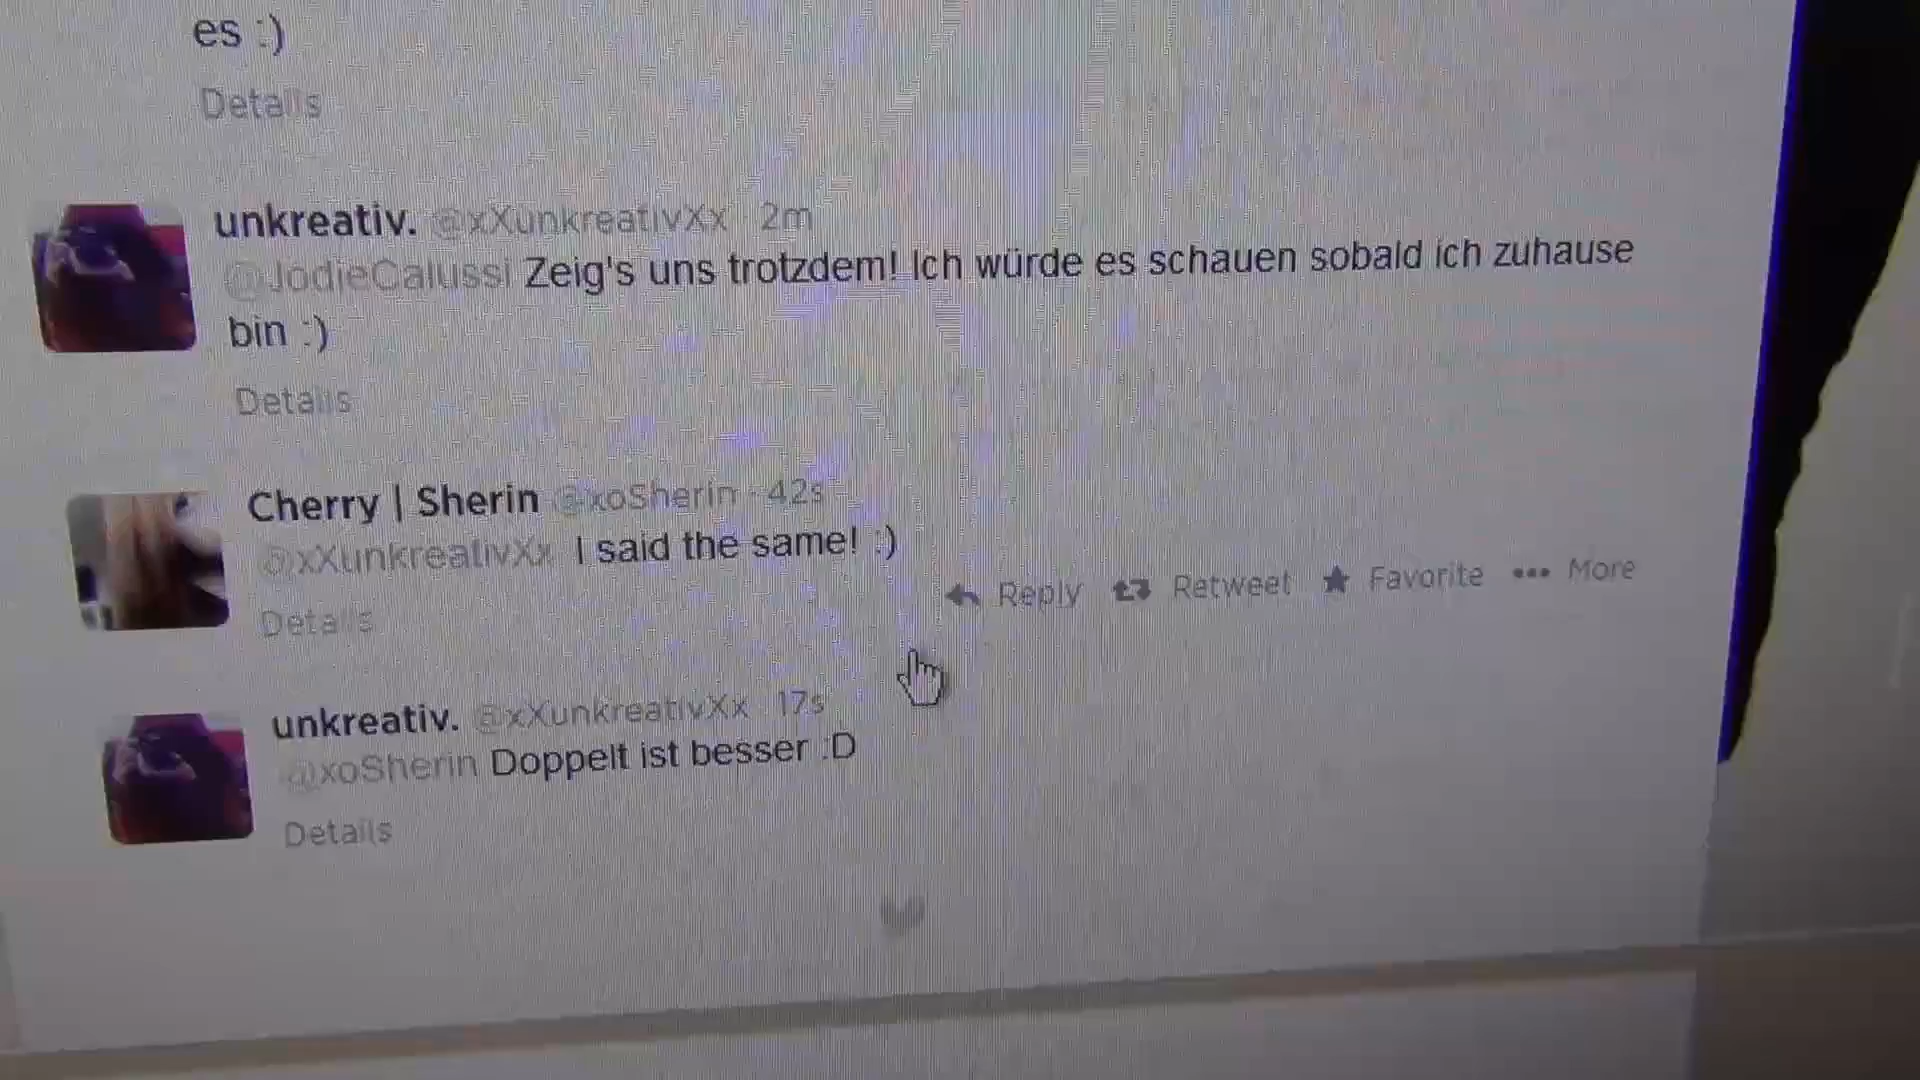 es :)
Details
unkreativ. @xXunkreativXx 2m
@JodieCalussi Zeig's uns trotzdem! Ich würde es schauen sobald ich zuhause
bin :)
Details
Cherry | Sherin @xoSherin · 42s
@xXunkreativXx I said the same! :)
Details
Reply Retweet Favorite ••• More
unkreativ. @xXunkreativXx 17s
@xoSherin Doppelt ist besser :D
Details